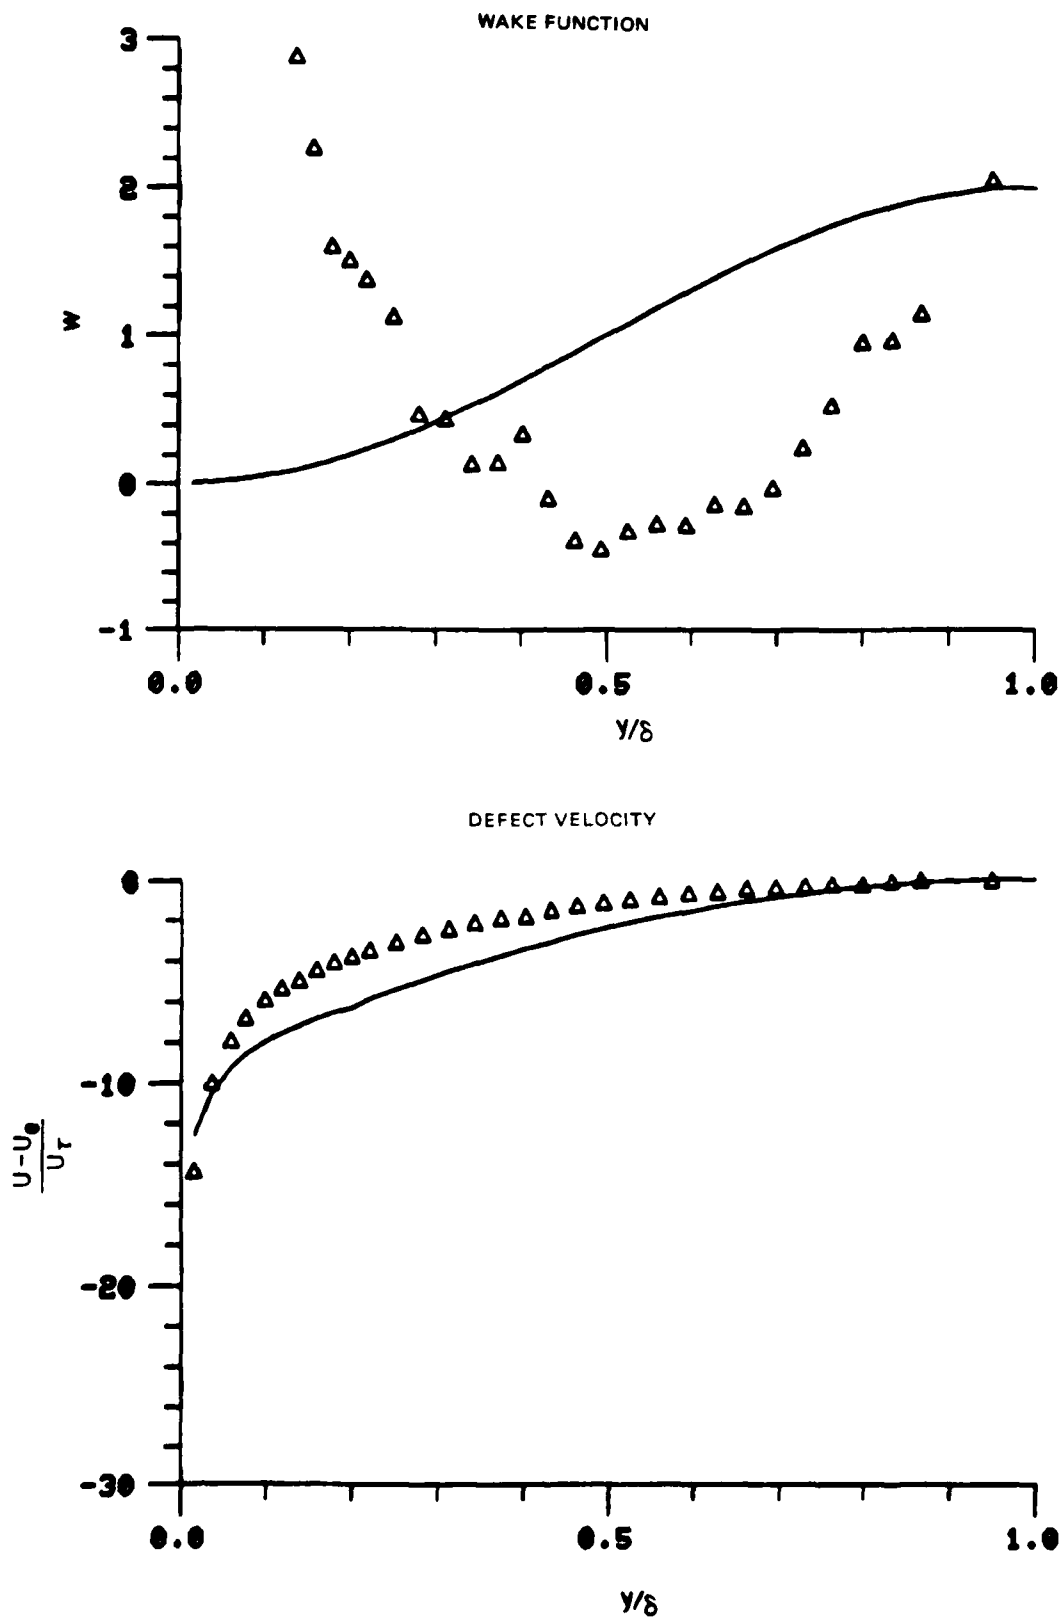 WAKE FUNCTION
3
2
1
0
-1
W
0.0 0.5 1.0
y/δ
DEFECT VELOCITY
0
-10
-20
-30
U-Ue
Uτ
0.0 0.5 1.0
y/δ